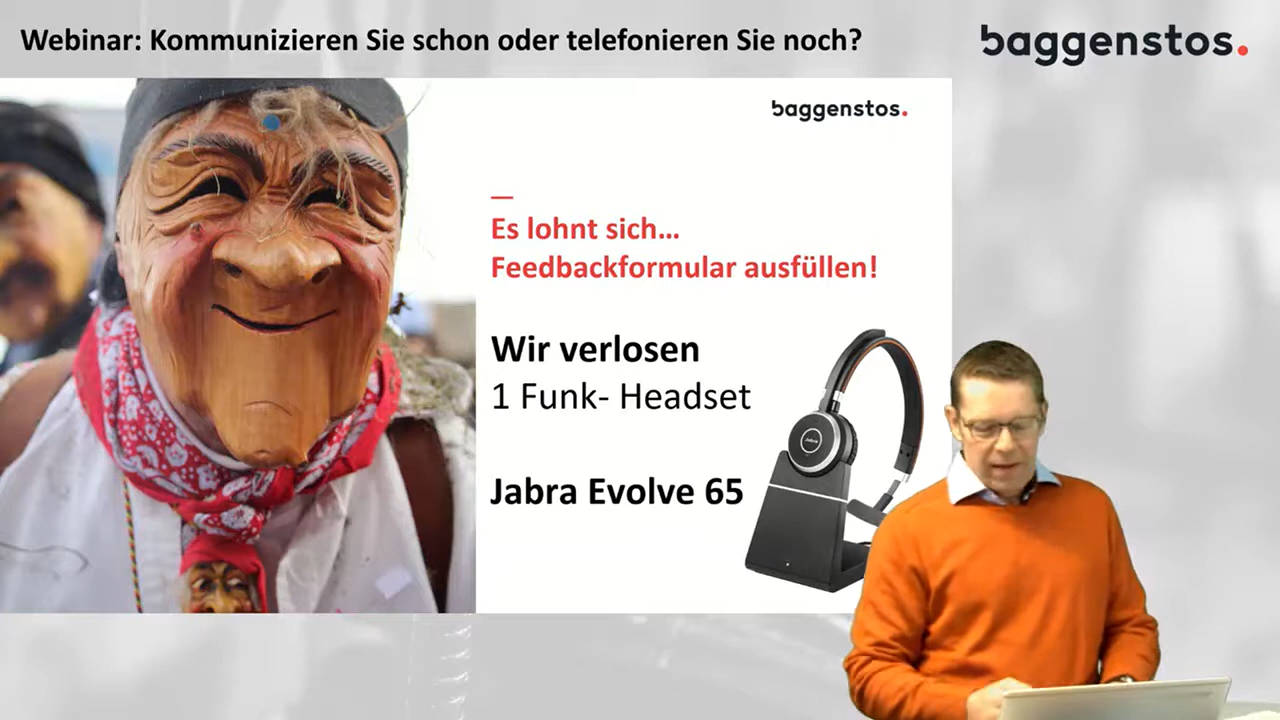 Webinar: Kommunizieren Sie schon oder telefonieren Sie noch?
baggenstos.
baggenstos.
Es lohnt sich...
Feedbackformular ausfüllen!
Wir verlosen
1 Funk- Headset
Jabra Evolve 65
Jabra